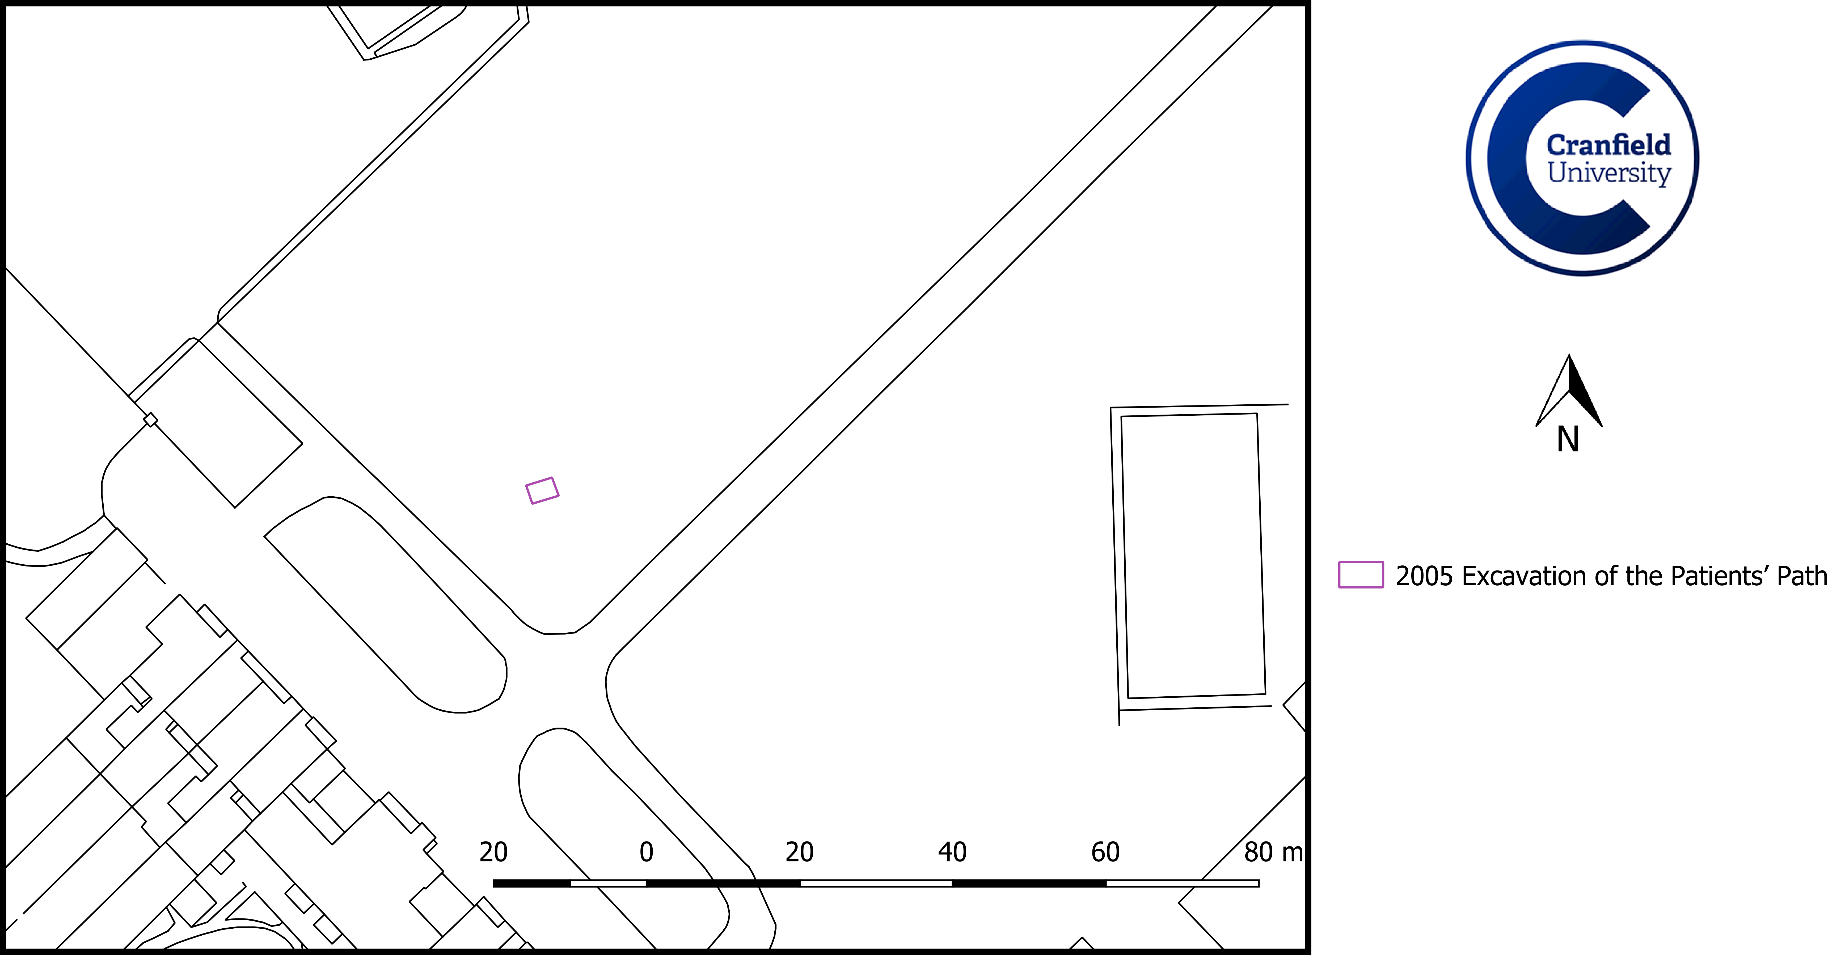 Cranfield
University
N
2005 Excavation of the Patients’ Path
20 0 20 40 60 80 m